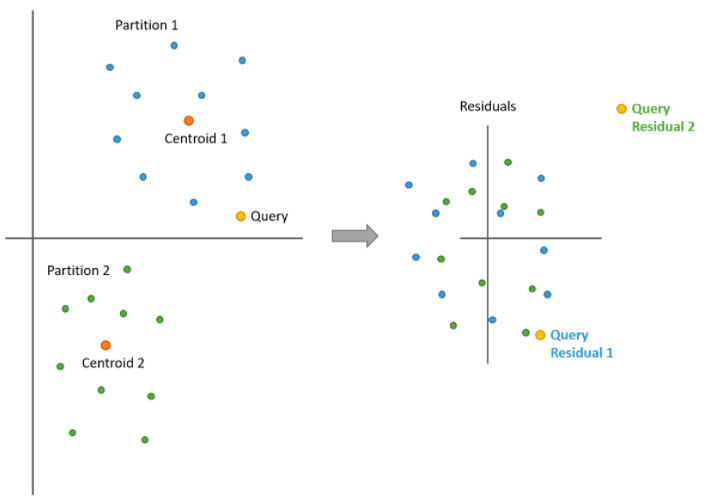 Partition 1
Centroid 1
Query
Partition 2
Centroid 2
Residuals
Query
Residual 2
Query
Residual 1